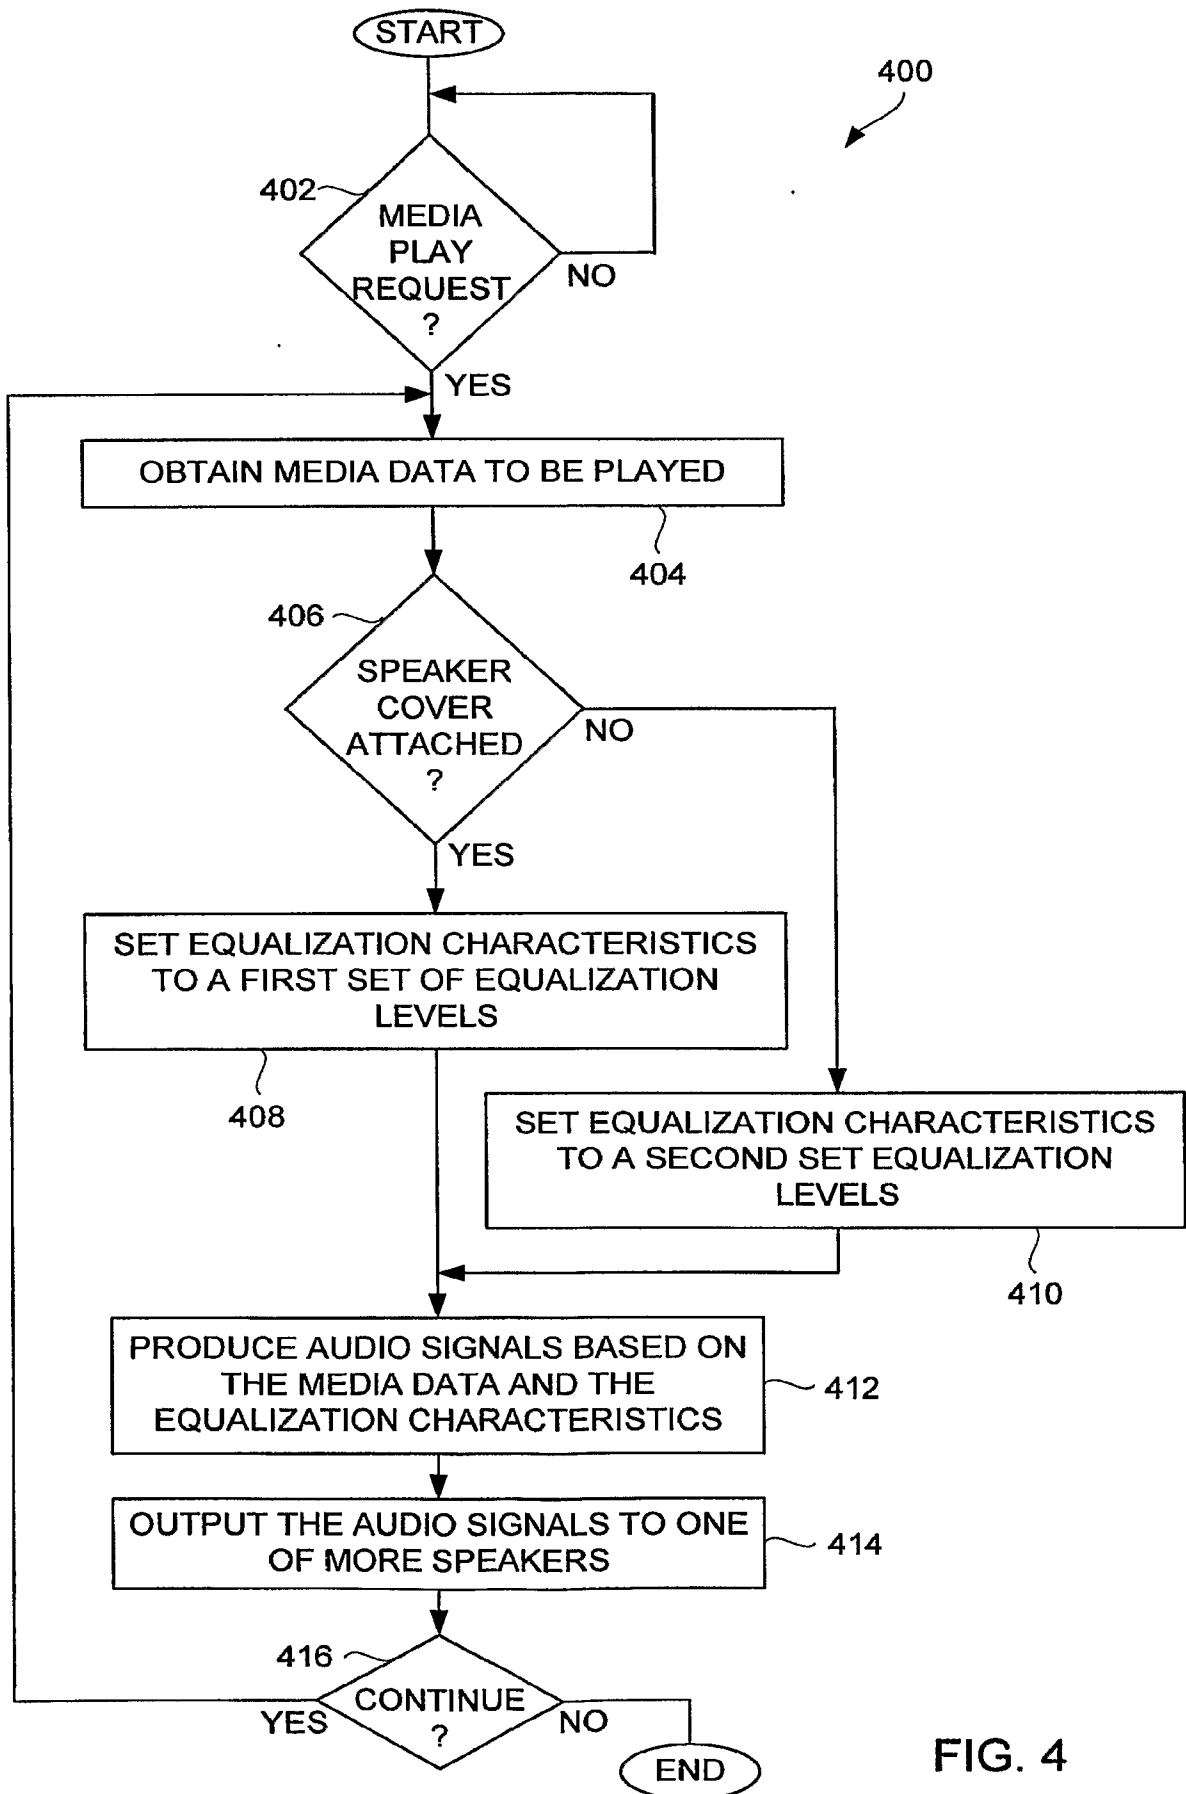 START
400
402
MEDIA
PLAY
REQUEST
?
NO
YES
OBTAIN MEDIA DATA TO BE PLAYED
404
406
SPEAKER
COVER
ATTACHED
?
NO
YES
SET EQUALIZATION CHARACTERISTICS
TO A FIRST SET OF EQUALIZATION
LEVELS
408
SET EQUALIZATION CHARACTERISTICS
TO A SECOND SET EQUALIZATION
LEVELS
410
PRODUCE AUDIO SIGNALS BASED ON
THE MEDIA DATA AND THE
EQUALIZATION CHARACTERISTICS
412
OUTPUT THE AUDIO SIGNALS TO ONE
OF MORE SPEAKERS
414
416
CONTINUE
?
YES
NO
END
FIG. 4